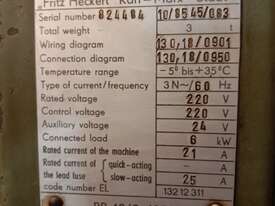 "Fritz Heckert" Karl-Marx-Stadt
Serial number 824484 10/8545/083
Total weight 3 t
Wiring diagram 130,18/0901
Connection diagram 130,18/0950
Temperature range -5° bis +35°C
Type of current/frequency 3N/60 Hz
Rated voltage 220 V
Control voltage 220 V
Auxiliary voltage 24 V
Connected load 6 kW
Rated current of the machine 21 A
Rated current of quick-acting A
the lead fuse slow-acting 25 A
code number EL 132 12 311